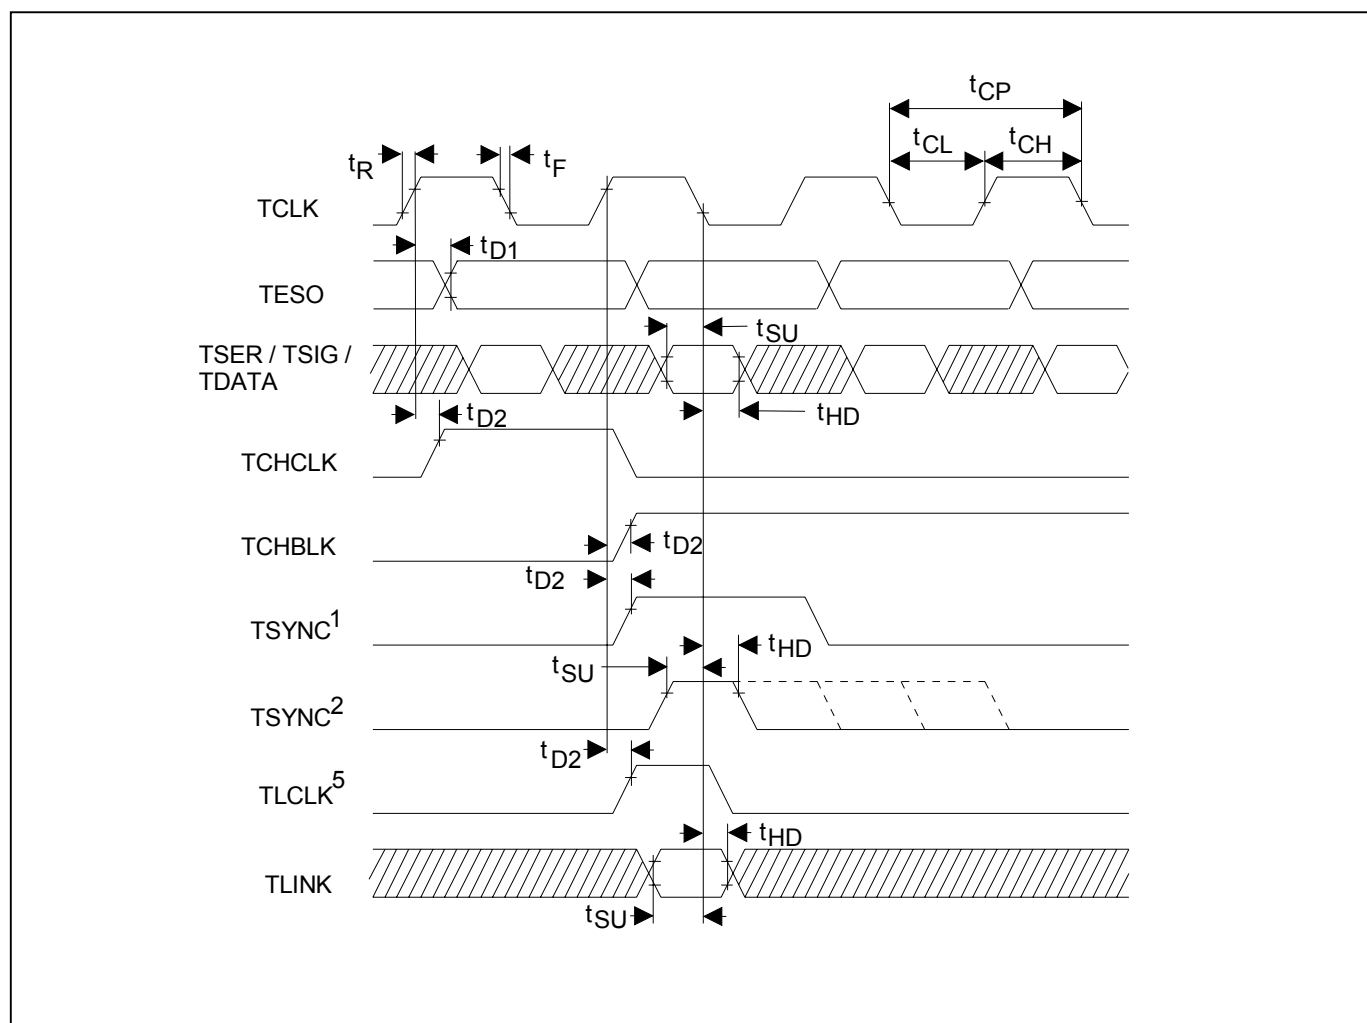 tCP
tCL tCH
tR tF
TCLK
tD1
TESO
tSU
TSER / TSIG /
TDATA
tD2 tHD
TCHCLK
TCHBLK tD2
tD2
TSYNC1
tHD
tSU
TSYNC2
tD2
TLCLK5
tHD
TLINK
tSU